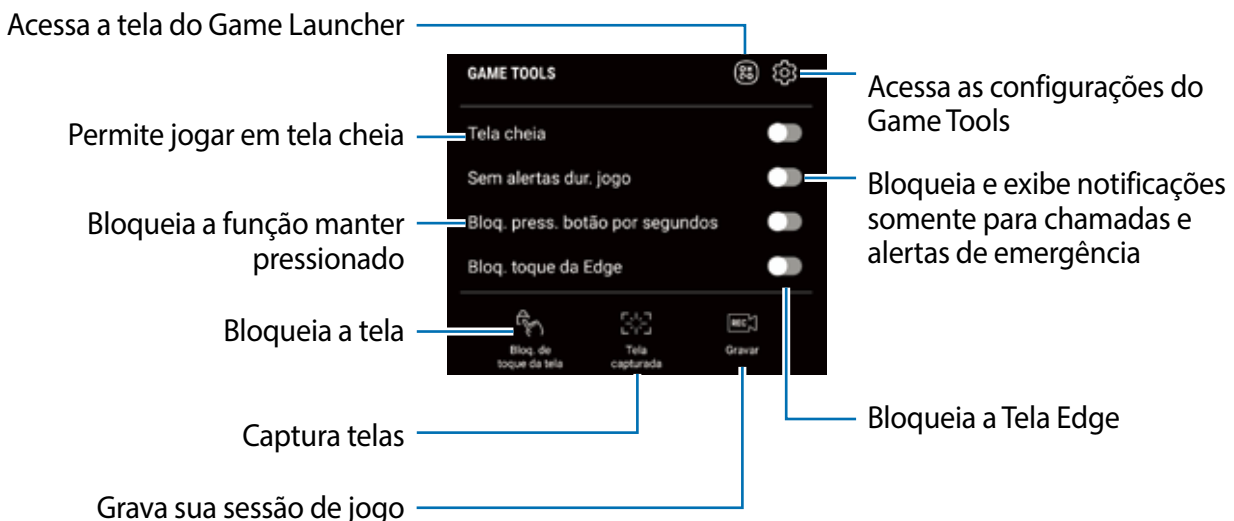 Acessa a tela do Game Launcher
GAME TOOLS
Acessa as configurações do
Game Tools
Permite jogar em tela cheia
Tela cheia
Sem alertas dur. jogo
Bloqueia e exibe notificações
somente para chamadas e
alertas de emergência
Bloqueia a função manter
pressionado
Bloq. press. botão por segundos
Bloq. toque da Edge
Bloqueia a tela
Bloq. de
toque da tela
Tela
capturada
REC
Gravar
Bloqueia a Tela Edge
Captura telas
Grava sua sessão de jogo